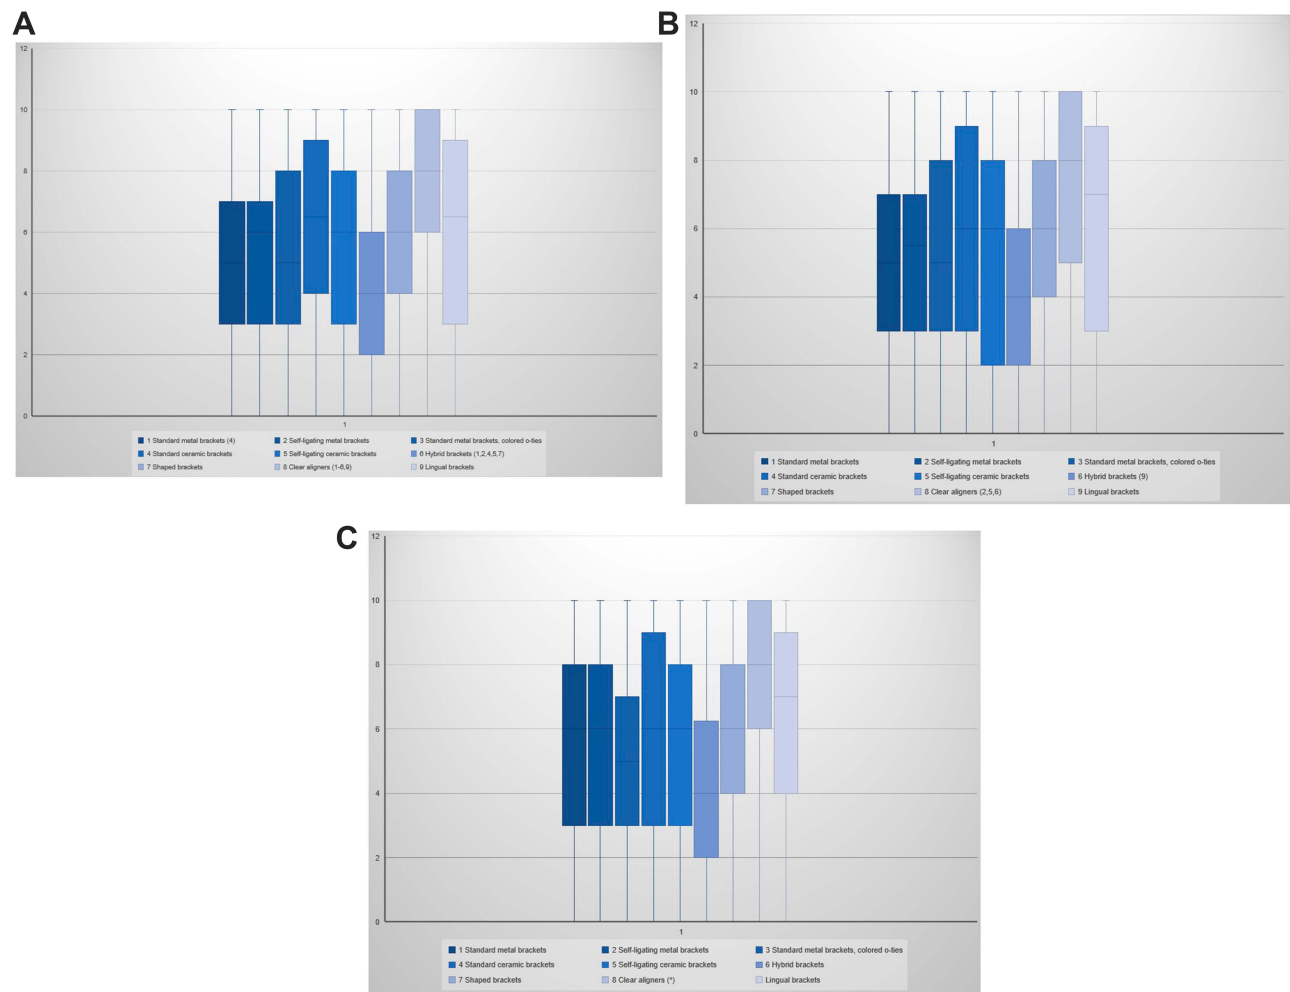 A
12
10
8
6
4
2
0
1
1 Standard metal brackets (4) 2 Self-ligating metal brackets 3 Standard metal brackets, colored o-ties
4 Standard ceramic brackets 5 Self-ligating ceramic brackets 6 Hybrid brackets (1,2,4,5,7)
7 Shaped brackets 8 Clear aligners (1-6,9) 9 Lingual brackets
B
12
10
8
6
4
2
0
1
1 Standard metal brackets 2 Self-ligating metal brackets 3 Standard metal brackets, colored o-ties
4 Standard ceramic brackets 5 Self-ligating ceramic brackets 6 Hybrid brackets (9)
7 Shaped brackets 8 Clear aligners (2,5,6) 9 Lingual brackets
C
12
10
8
6
4
2
0
1
1 Standard metal brackets 2 Self-ligating metal brackets 3 Standard metal brackets, colored o-ties
4 Standard ceramic brackets 5 Self-ligating ceramic brackets 6 Hybrid brackets
7 Shaped brackets 8 Clear aligners (*) Lingual brackets